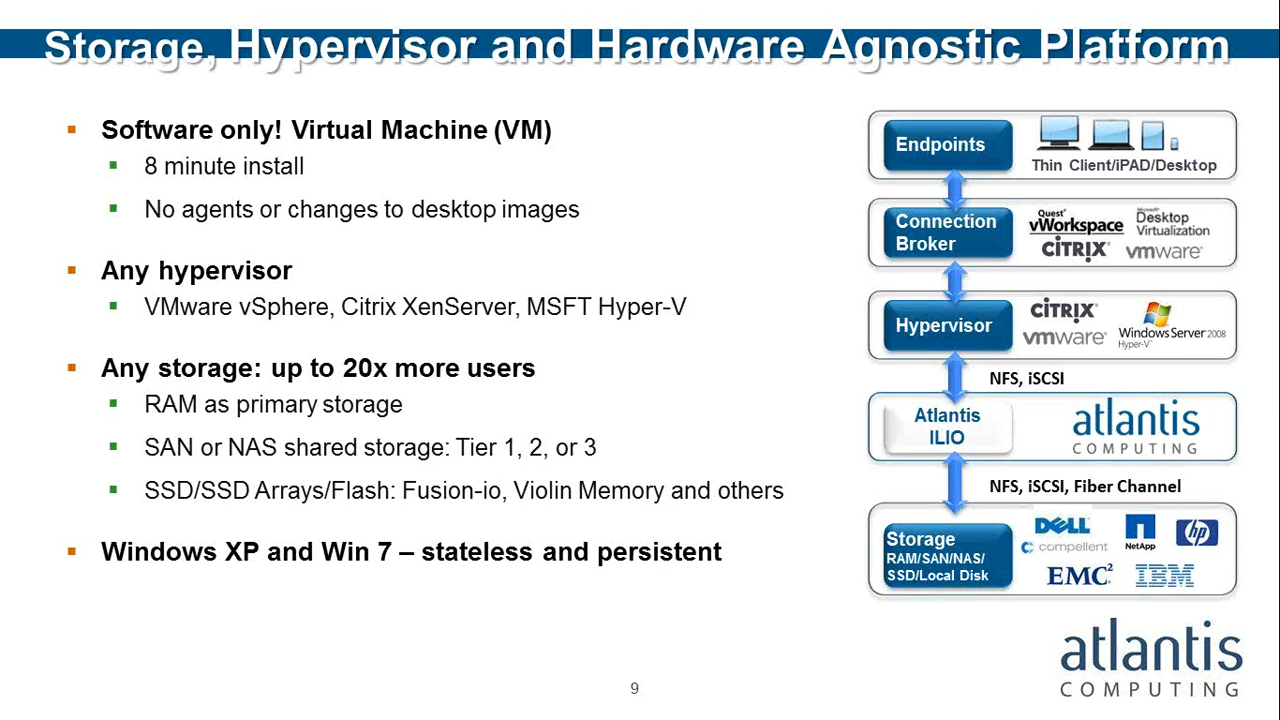 Storage, Hypervisor and Hardware Agnostic Platform
Software only! Virtual Machine (VM)
8 minute install
No agents or changes to desktop images
Any hypervisor
VMware vSphere, Citrix XenServer, MSFT Hyper-V
Any storage: up to 20x more users
RAM as primary storage
SAN or NAS shared storage: Tier 1, 2, or 3
SSD/SSD Arrays/Flash: Fusion-io, Violin Memory and others
Windows XP and Win 7 – stateless and persistent
Endpoints
Thin Client/iPAD/Desktop
Connection
Broker
Quest®
vWorkspace
Microsoft®
Desktop
Virtualization
CITRIX®
vmware®
Hypervisor
CITRIX®
vmware®
Windows Server 2008
Hyper-V™
NFS, iSCSI
Atlantis
ILIO
atlantis
COMPUTING
NFS, iSCSI, Fiber Channel
Storage
RAM/SAN/NAS/
SSD/Local Disk
DELL
compellent
NetApp
hp
EMC²
IBM
atlantis
COMPUTING
9